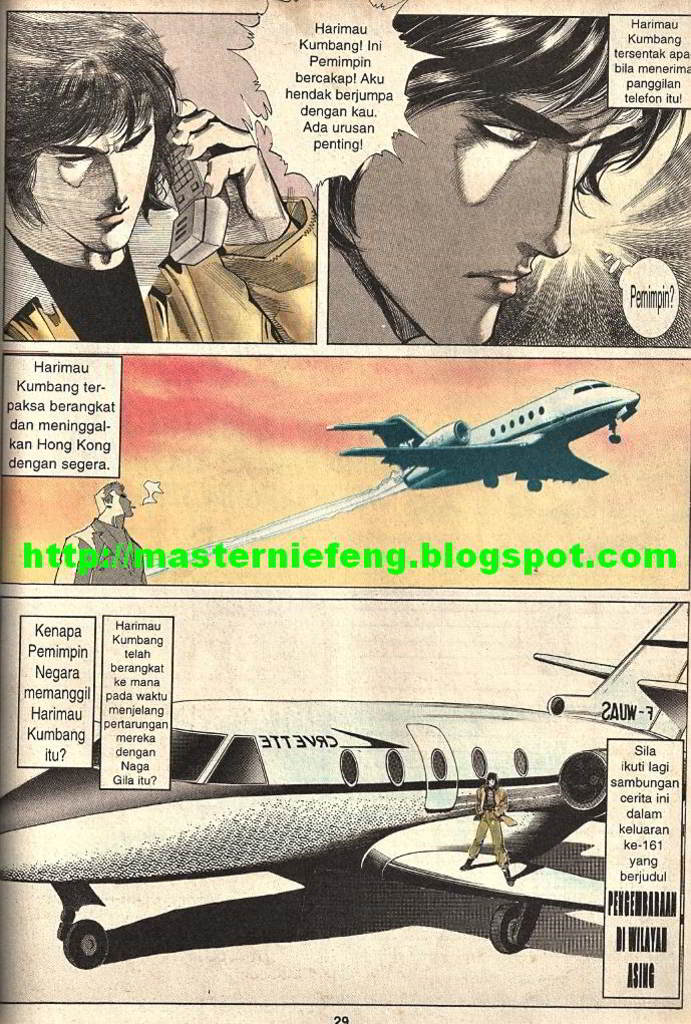 Harimau
Kumbang! Ini
Pemimpin
bercakap! Aku
hendak berjumpa
dengan kau.
Ada urusan
penting!
Harimau
Kumbang
tersentak apa-
bila menerima
panggilan
telefon itu!
Pemimpin?
Harimau
Kumbang ter-
paksa berangkat
dan meninggal-
kan Hong Kong
dengan segera.
http://masterniefeng.blogspot.com
Kenapa
Pemimpin
Negara
memanggil
Harimau
Kumbang
itu?
Harimau
Kumbang
telah
berangkat
ke mana
pada waktu
menjelang
pertarungan
mereka
dengan
Naga
Gila itu?
CRVETTE
F-WUAS
Sila
ikuti lagi
sambungan
cerita ini
dalam
keluaran
ke-161
yang
berjudul
PENGEMBARAAN
DI WILAYAH
ASING
29